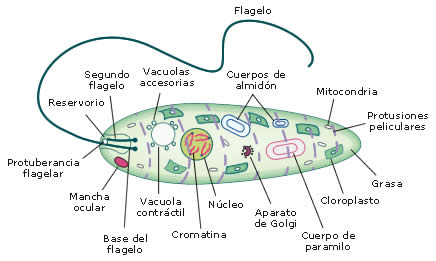 Flagelo
Segundo
flagelo
Vacuolas
accesorias
Cuerpos de
almidón
Mitocondria
Reservorio
Protusiones
peliculares
Protuberancia
flagelar
Grasa
Mancha
ocular
Vacuola
contráctil
Núcleo
Aparato
de Golgi
Cloroplasto
Base del
flagelo
Cromatina
Cuerpo de
paramilo